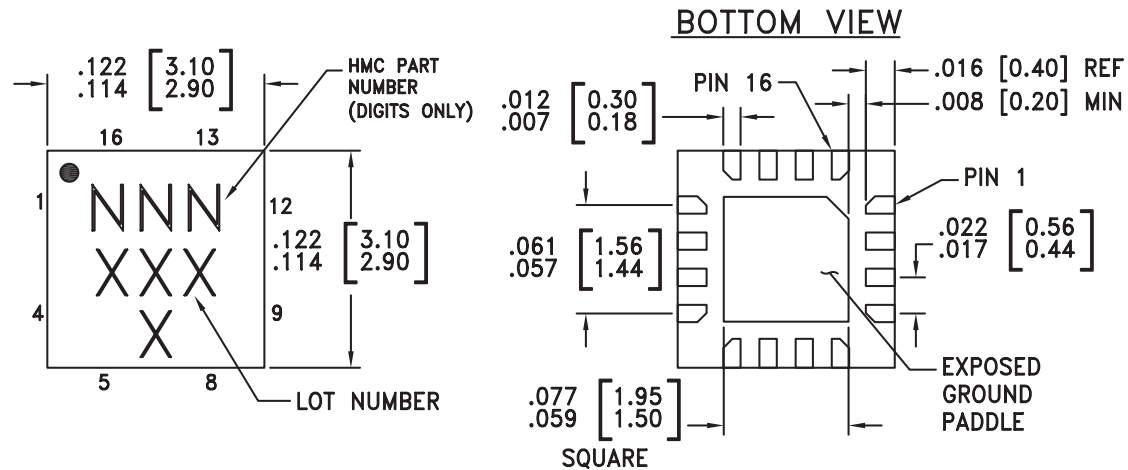 BOTTOM VIEW
.122 [3.10]
.114 [2.90]
HMC PART
NUMBER
(DIGITS ONLY)
16 13
1
12
4
9
5 8
N N N
X X X
X
.122 [3.10]
.114 [2.90]
LOT NUMBER
PIN 16
.012 [0.30]
.007 [0.18]
.016 [0.40] REF
.008 [0.20] MIN
PIN 1
.022 [0.56]
.017 [0.44]
.061 [1.56]
.057 [1.44]
.077 [1.95]
.059 [1.50]
SQUARE
EXPOSED
GROUND
PADDLE